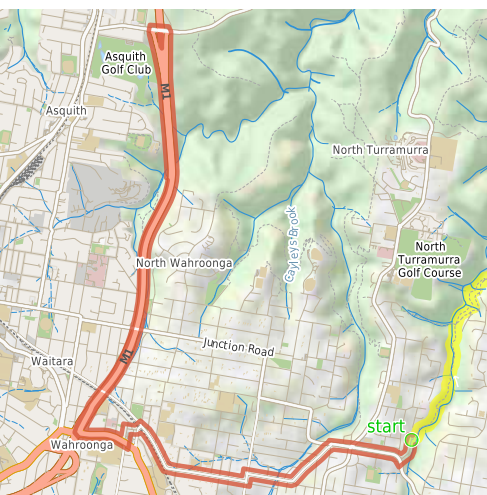 Asquith
Golf Club
M1
Asquith
North Turramurra
Gayleys Brook
North
Turramurra
Golf Course
North Wahroonga
Junction Road
M1
Waitara
start
Wahroonga